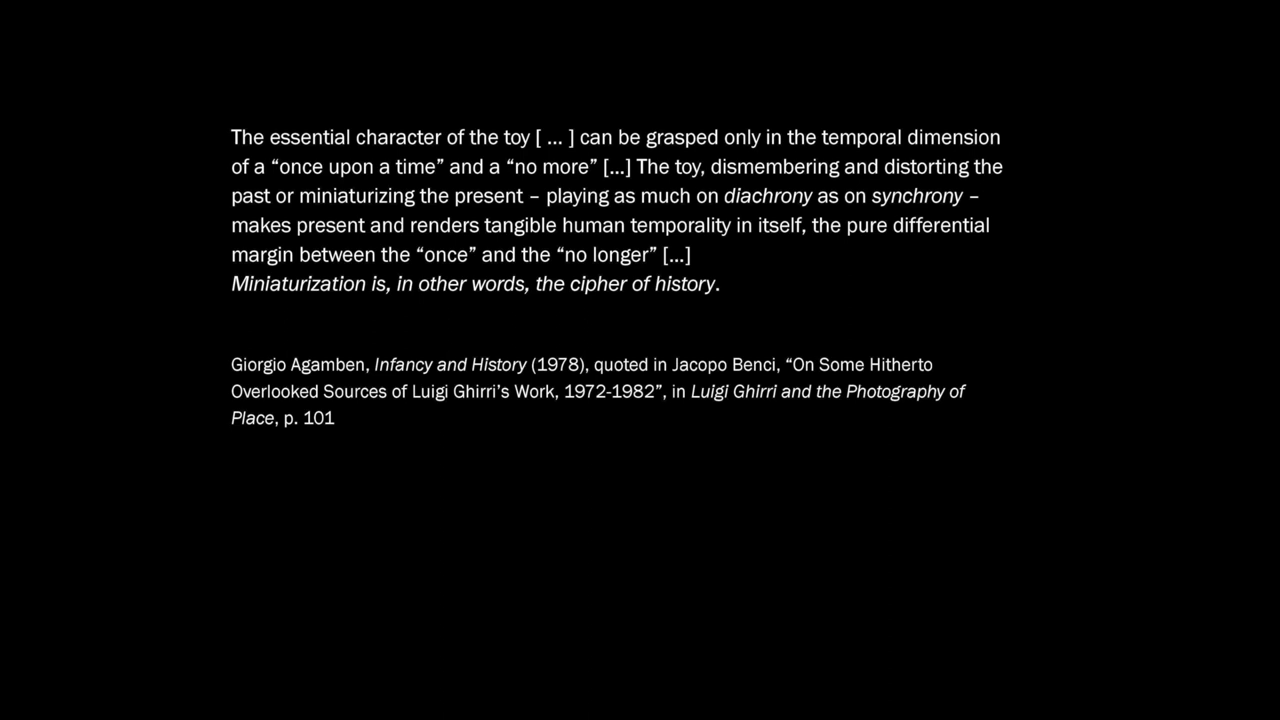 The essential character of the toy [ ... ] can be grasped only in the temporal dimension
of a “once upon a time” and a “no more” [...] The toy, dismembering and distorting the
past or miniaturizing the present – playing as much on diachrony as on synchrony –
makes present and renders tangible human temporality in itself, the pure differential
margin between the “once” and the “no longer” [...]
Miniaturization is, in other words, the cipher of history.
Giorgio Agamben, Infancy and History (1978), quoted in Jacopo Benci, “On Some Hitherto
Overlooked Sources of Luigi Ghirri’s Work, 1972-1982”, in Luigi Ghirri and the Photography of
Place, p. 101